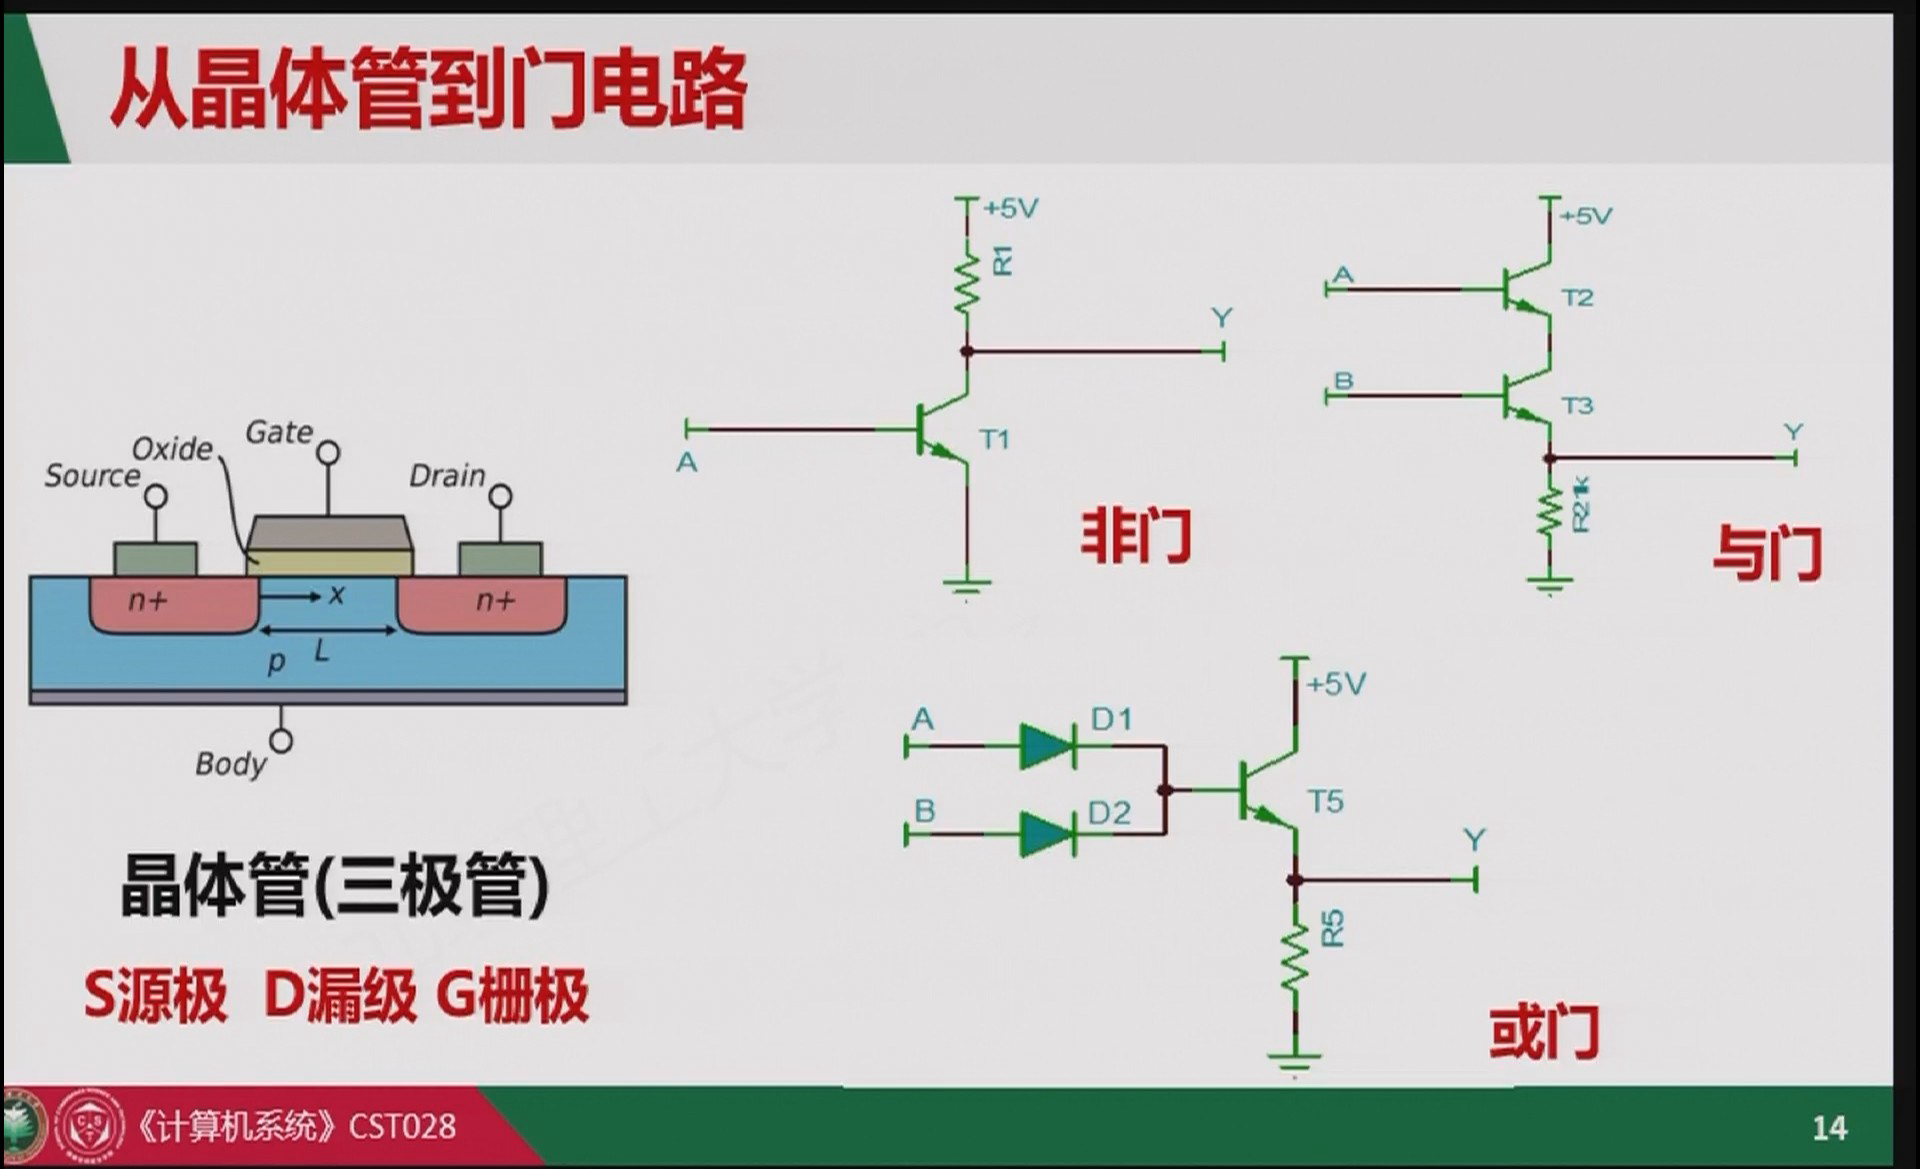 从晶体管到门电路
Source
Oxide
Gate
Drain
n+
x
n+
p
L
Body
晶体管(三极管)
S源极 D漏级 G栅极
+5V
R1
Y
A
T1
非门
+5V
A
T2
B
T3
Y
R21k
与门
+5V
A
D1
B
D2
T5
Y
R5
或门
《计算机系统》CST028
14